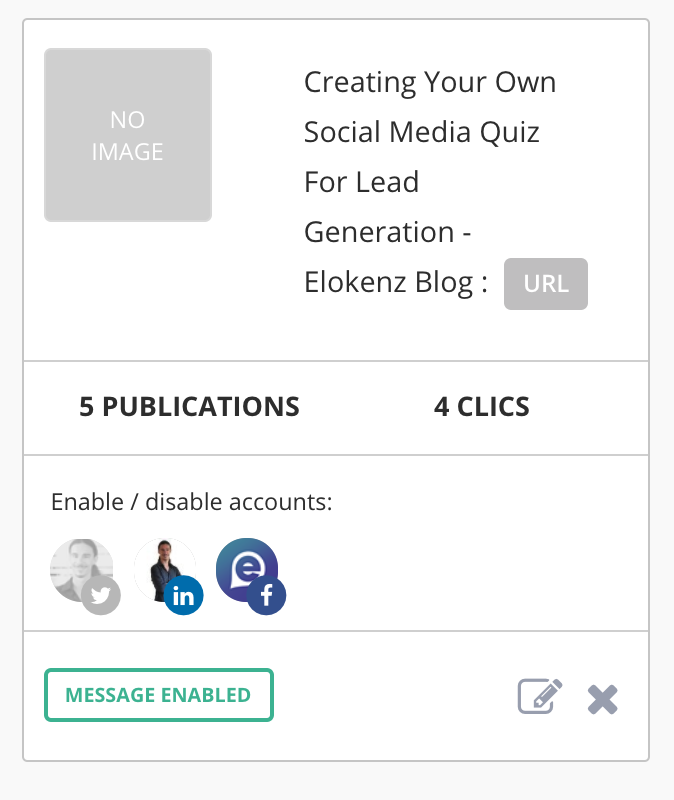 NO
IMAGE
Creating Your Own
Social Media Quiz
For Lead
Generation -
Elokenz Blog : URL
5 PUBLICATIONS 4 CLICS
Enable / disable accounts:
in
e
f
MESSAGE ENABLED